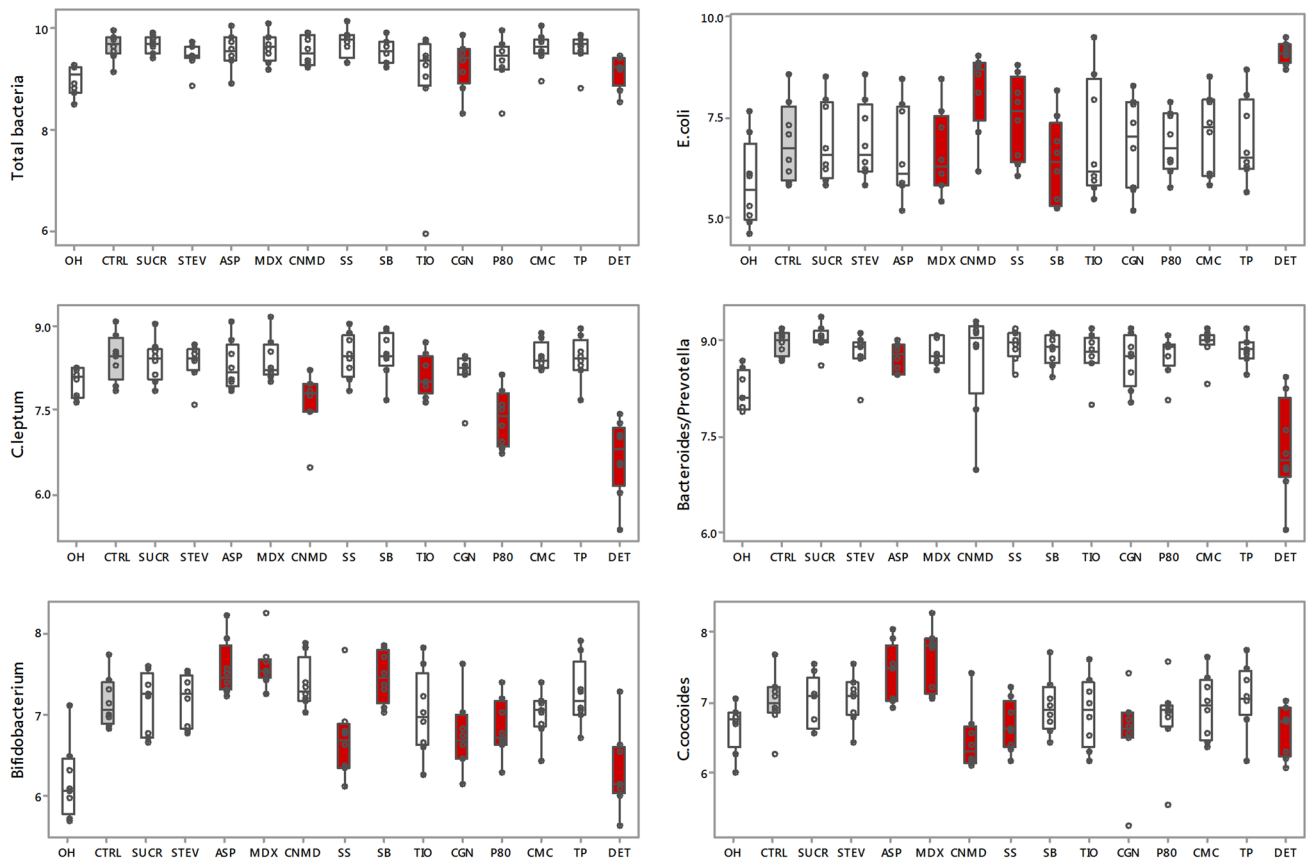 Total bacteria
10
8
6
OH CTRL SUCR STEV ASP MDX CNMD SS SB TIO CGN P80 CMC TP DET
E.coli
10.0
7.5
5.0
OH CTRL SUCR STEV ASP MDX CNMD SS SB TIO CGN P80 CMC TP DET
C.leptum
9.0
7.5
6.0
OH CTRL SUCR STEV ASP MDX CNMD SS SB TIO CGN P80 CMC TP DET
Bacteroides/Prevotella
9.0
7.5
6.0
OH CTRL SUCR STEV ASP MDX CNMD SS SB TIO CGN P80 CMC TP DET
Bifidobacterium
8
7
6
OH CTRL SUCR STEV ASP MDX CNMD SS SB TIO CGN P80 CMC TP DET
C.coccoides
8
7
6
OH CTRL SUCR STEV ASP MDX CNMD SS SB TIO CGN P80 CMC TP DET